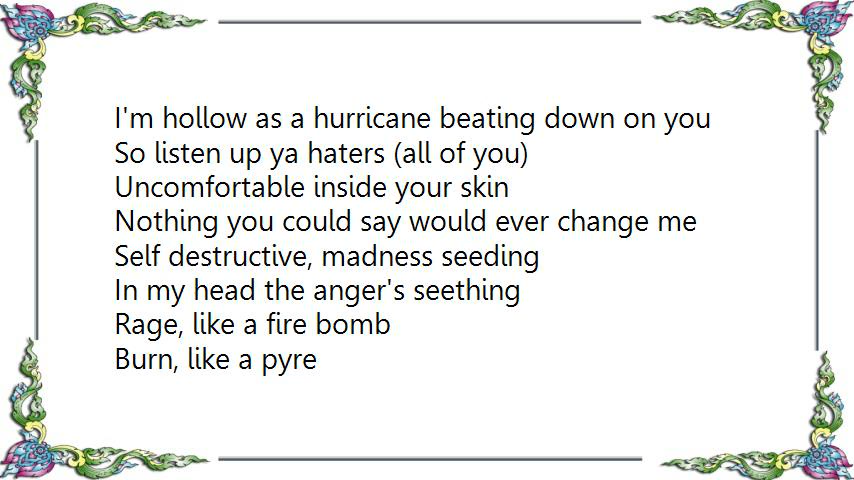 I'm hollow as a hurricane beating down on you
So listen up ya haters (all of you)
Uncomfortable inside your skin
Nothing you could say would ever change me
Self destructive, madness seeding
In my head the anger's seething
Rage, like a fire bomb
Burn, like a pyre